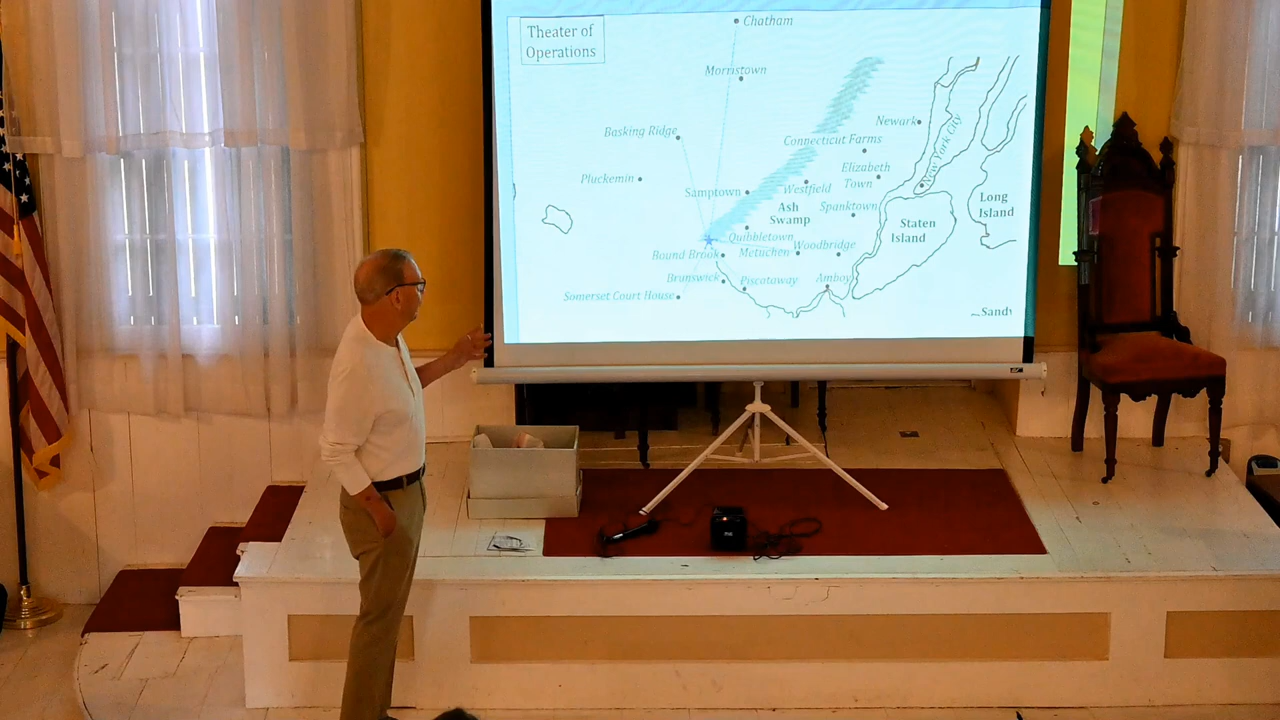 Theater of
Operations
Chatham
Morristown
Newark
Basking Ridge
Connecticut Farms
New York City
Elizabeth
Town
Pluckemin
Samptown
Westfield
Ash
Swamp
Spanktown
Long
Island
Staten
Island
Quibbletown
Bound Brook
Metuchen
Woodbridge
Brunswick
Piscataway
Amboy
Somerset Court House
Sandy